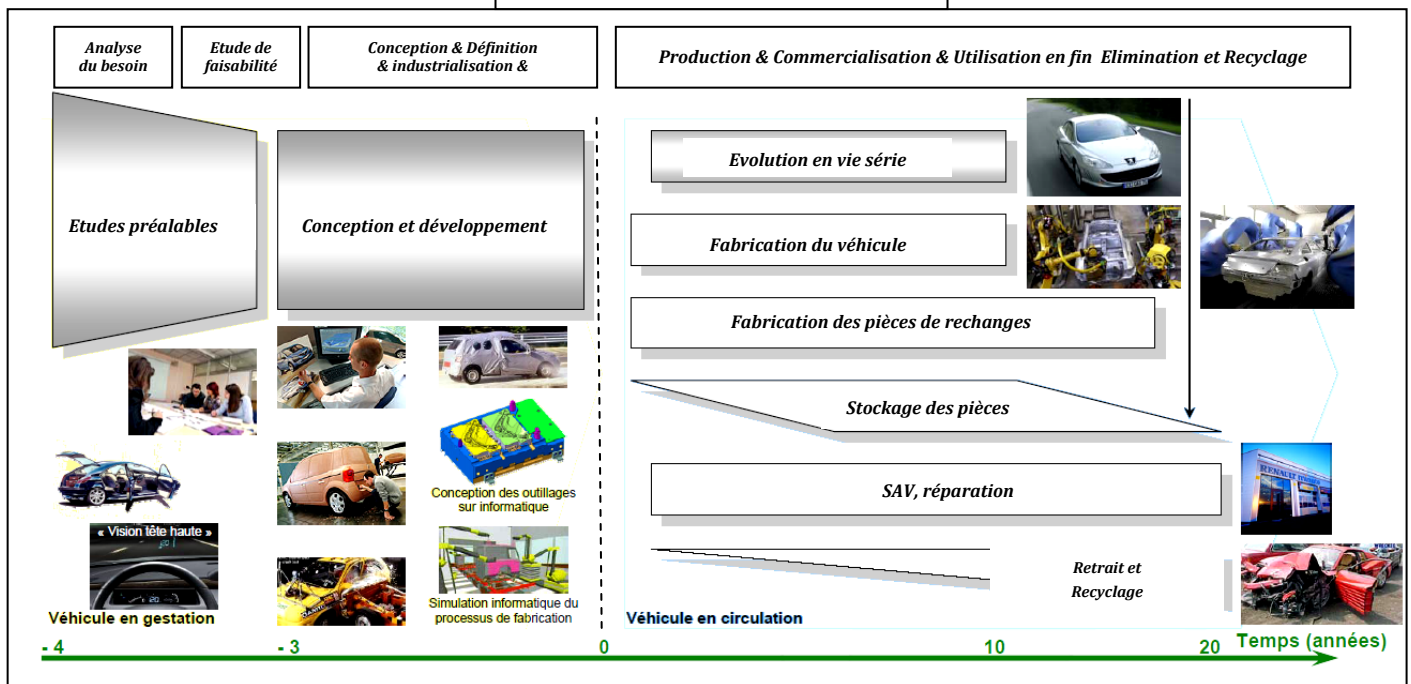 Analyse
du besoin
Etude de
faisabilité
Conception & Définition
& industrialisation &
Production & Commercialisation & Utilisation en fin Elimination et Recyclage
Etudes préalables
Conception et développement
Evolution en vie série
Fabrication du véhicule
Fabrication des pièces de rechanges
Stockage des pièces
Conception des outillages
sur informatique
SAV, réparation
« Vision tête haute »
Simulation informatique du
processus de fabrication
Retrait et
Recyclage
Véhicule en gestation
Véhicule en circulation
- 4
- 3
0
10
20
Temps (années)